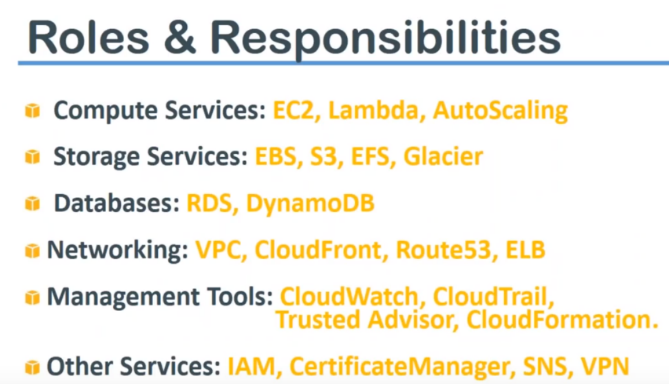 Roles & Responsibilities
Compute Services: EC2, Lambda, AutoScaling
Storage Services: EBS, S3, EFS, Glacier
Databases: RDS, DynamoDB
Networking: VPC, CloudFront, Route53, ELB
Management Tools: CloudWatch, CloudTrail,
Trusted Advisor, CloudFormation.
Other Services: IAM, CertificateManager, SNS, VPN